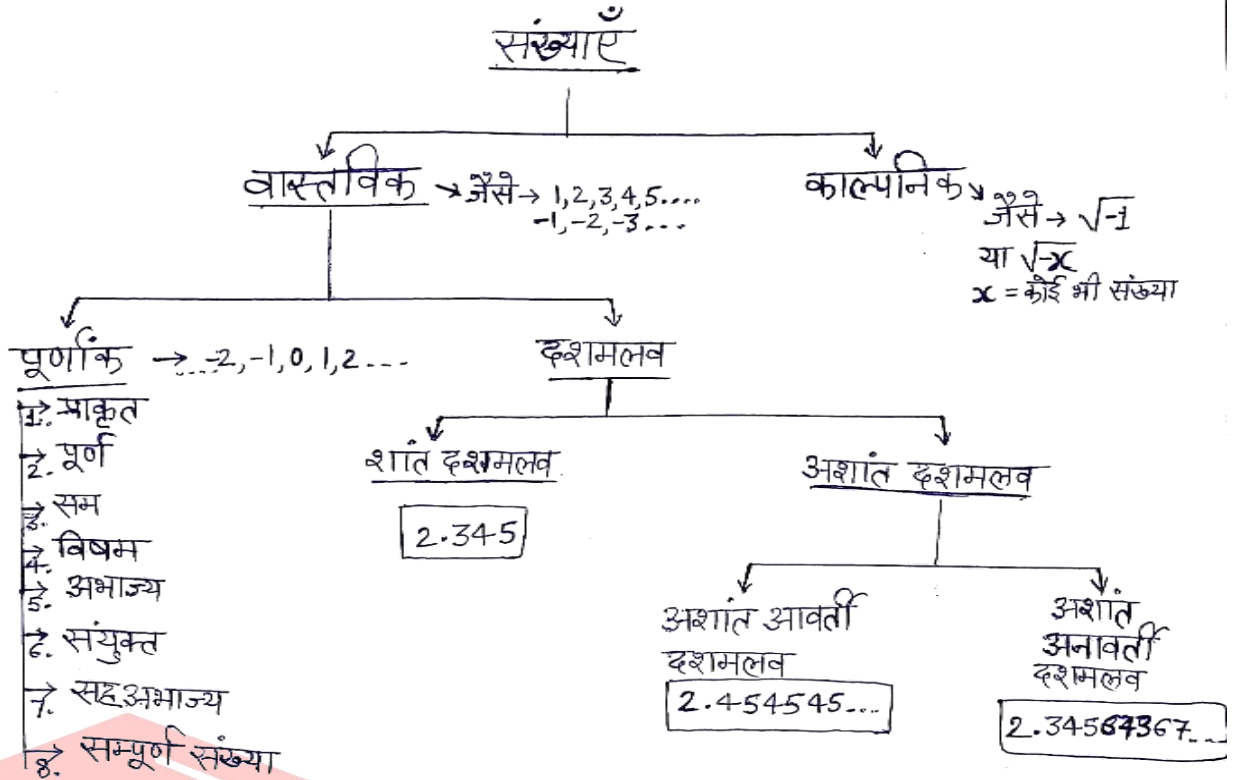 संख्याएँ
वास्तविक → जैसे → 1,2,3,4,5....
-1,-2,-3...
काल्पनिक → जैसे → √-1
या √-x
x = कोई भी संख्या
पूर्णांक → ...-2,-1,0,1,2...
1. प्राकृत
2. पूर्ण
3. सम
4. विषम
5. अभाज्य
6. संयुक्त
7. सहअभाज्य
8. सम्पूर्ण संख्या
दशमलव
शांत दशमलव
2.345
अशांत दशमलव
अशांत आवर्ती
दशमलव
2.454545...
अशांत
अनावर्ती
दशमलव
2.34567367...